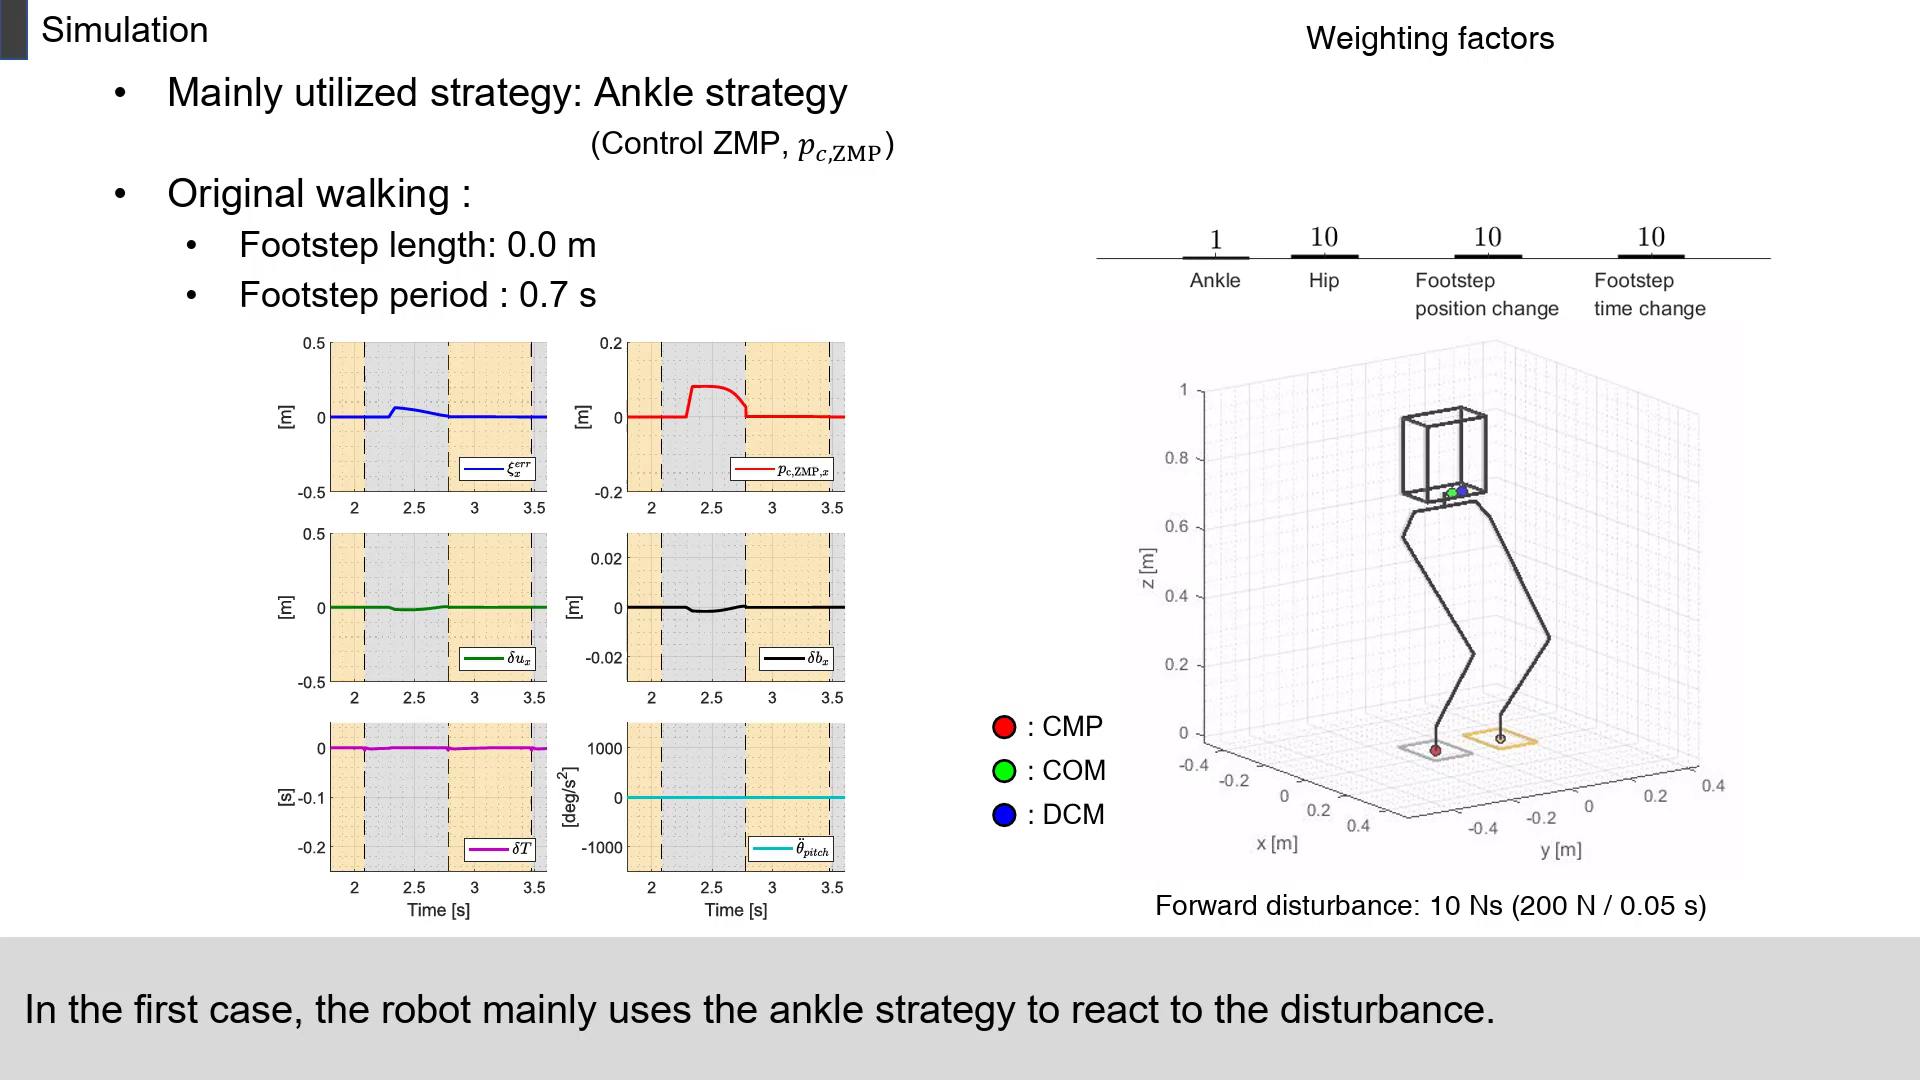 Simulation
Weighting factors
• Mainly utilized strategy: Ankle strategy
(Control ZMP, p_{c,ZMP})
• Original walking :
• Footstep length: 0.0 m
• Footstep period : 0.7 s
1 10 10 10
Ankle Hip Footstep position change Footstep time change
0.5
0
-0.5
[m]
ξ_x^{err}
2 2.5 3 3.5
0.2
0
-0.2
[m]
p_{c,ZMP,x}
2 2.5 3 3.5
0.5
0
-0.5
[m]
δu_x
2 2.5 3 3.5
0.02
0
-0.02
[m]
δb_x
2 2.5 3 3.5
0
-0.1
-0.2
[s]
δT
2 2.5 3 3.5
Time [s]
1000
0
-1000
[deg/s²]
θ̈_{pitch}
2 2.5 3 3.5
Time [s]
: CMP
: COM
: DCM
1
0.8
0.6
0.4
0.2
0
z [m]
-0.4
-0.2
0
0.2
0.4
x [m]
-0.4
-0.2
0
0.2
0.4
y [m]
Forward disturbance: 10 Ns (200 N / 0.05 s)
In the first case, the robot mainly uses the ankle strategy to react to the disturbance.